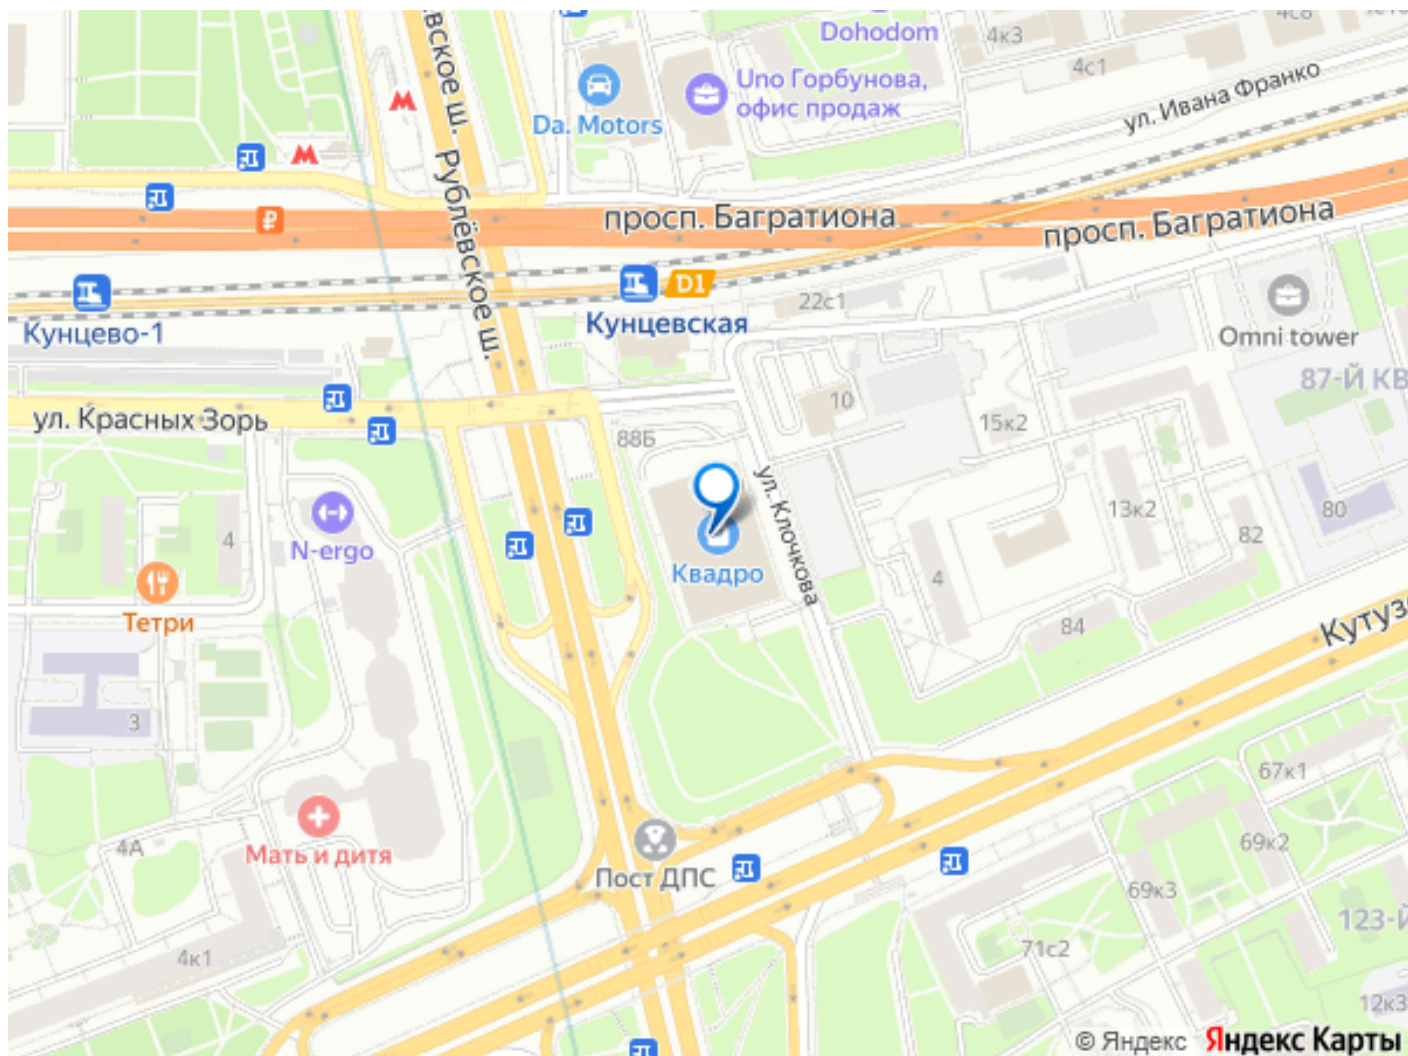 Dohodom
4к3
4с8
4с1
Uno Горбунова,
офис продаж
Da. Motors
ул. Ивана Франко
М
М
вское ш.
Рублёвское ш.
₽
просп. Багратиона
просп. Багратиона
D1
Кунцево-1
Кунцевская
22с1
Omni tower
87-Й КВ
ул. Красных Зорь
88Б
10
15к2
ул. Клочкова
N-ergo
4
Тетри
Квадро
13к2
80
82
4
84
Кутуз
3
67к1
4А
Мать и дитя
Пост ДПС
69к2
69к3
123-Й
4к1
71с2
12к3
© Яндекс Яндекс Карты